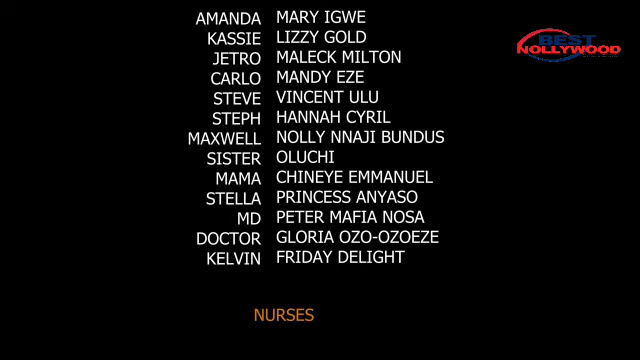 AMANDA MARY IGWE
KASSIE LIZZY GOLD
JETRO MALECK MILTON
CARLO MANDY EZE
STEVE VINCENT ULU
STEPH HANNAH CYRIL
MAXWELL NOLLY NNAJI BUNDUS
SISTER OLUCHI
MAMA CHINEYE EMMANUEL
STELLA PRINCESS ANYASO
MD PETER MAFIA NOSA
DOCTOR GLORIA OZO-OZOEZE
KELVIN FRIDAY DELIGHT
NURSES
BEST
NOLLYWOOD